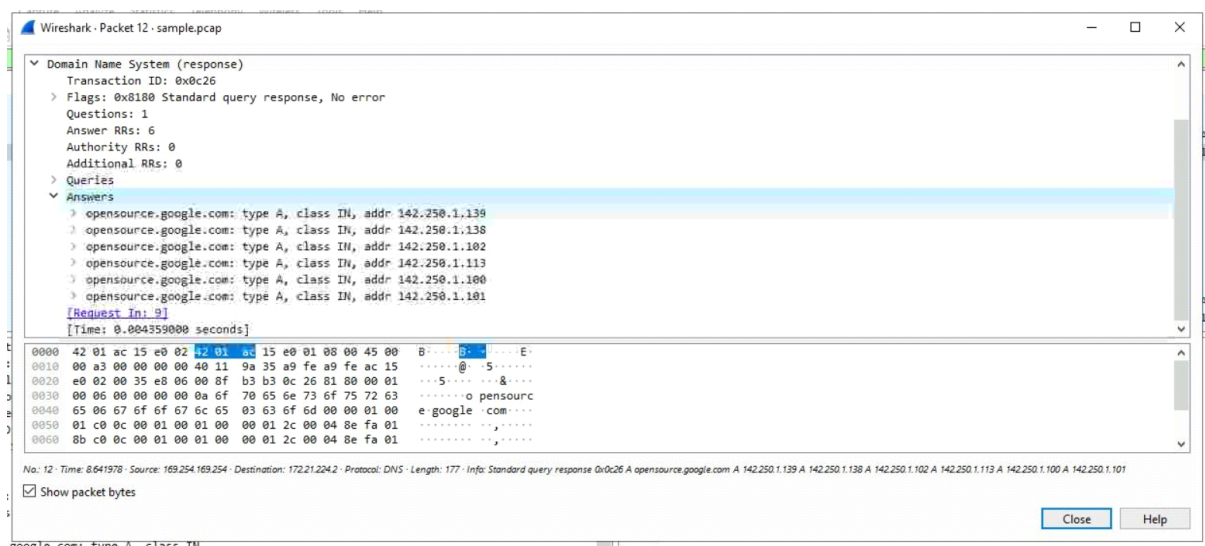 Wireshark · Packet 12 · sample.pcap
Domain Name System (response)
Transaction ID: 0x0c26
Flags: 0x8180 Standard query response, No error
Questions: 1
Answer RRs: 6
Authority RRs: 0
Additional RRs: 0
Queries
Answers
opensource.google.com: type A, class IN, addr 142.250.1.139
opensource.google.com: type A, class IN, addr 142.250.1.138
opensource.google.com: type A, class IN, addr 142.250.1.102
opensource.google.com: type A, class IN, addr 142.250.1.113
opensource.google.com: type A, class IN, addr 142.250.1.100
opensource.google.com: type A, class IN, addr 142.250.1.101
[Request In: 9]
[Time: 0.004359000 seconds]
0000 42 01 ac 15 e0 02 42 01 ac 15 e0 01 08 00 45 00 B·····B· ······E·
0010 00 a3 00 00 00 00 40 11 9a 35 a9 fe a9 fe ac 15 ······@· ·5······
0020 e0 02 00 35 e8 06 00 8f b3 b3 0c 26 81 80 00 01 ···5···· ···&····
0030 00 06 00 00 00 00 0a 6f 70 65 6e 73 6f 75 72 63 ·······o pensourc
0040 65 06 67 6f 6f 67 6c 65 03 63 6f 6d 00 00 01 00 e·google ·com····
0050 01 c0 0c 00 01 00 01 00 00 01 2c 00 04 8e fa 01 ········ ··,·····
0060 8b c0 0c 00 01 00 01 00 00 01 2c 00 04 8e fa 01 ········ ··,·····
No.: 12 · Time: 8.641978 · Source: 169.254.169.254 · Destination: 172.21.224.2 · Protocol: DNS · Length: 177 · Info: Standard query response 0x0c26 A opensource.google.com A 142.250.1.139 A 142.250.1.138 A 142.250.1.102 A 142.250.1.113 A 142.250.1.100 A 142.250.1.101
Show packet bytes
Close Help
google.com: type A, class IN